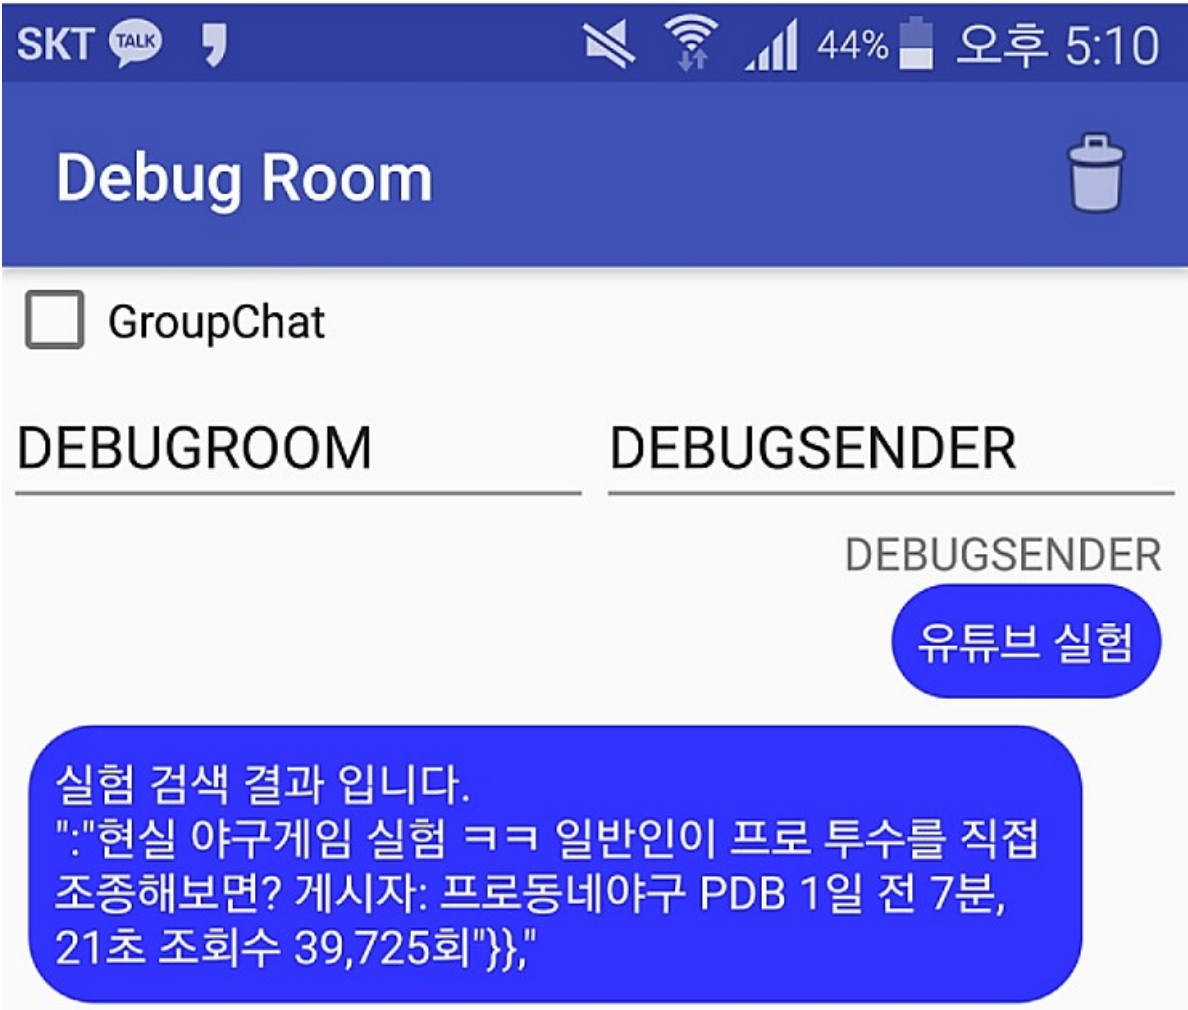 SKT TALK 44% 오후 5:10
Debug Room
GroupChat
DEBUGROOM DEBUGSENDER
DEBUGSENDER
유튜브 실험
실험 검색 결과 입니다.
":"현실 야구게임 실험 ㅋㅋ 일반인이 프로 투수를 직접
조종해보면? 게시자: 프로동네야구 PDB 1일 전 7분,
21초 조회수 39,725회"}},"